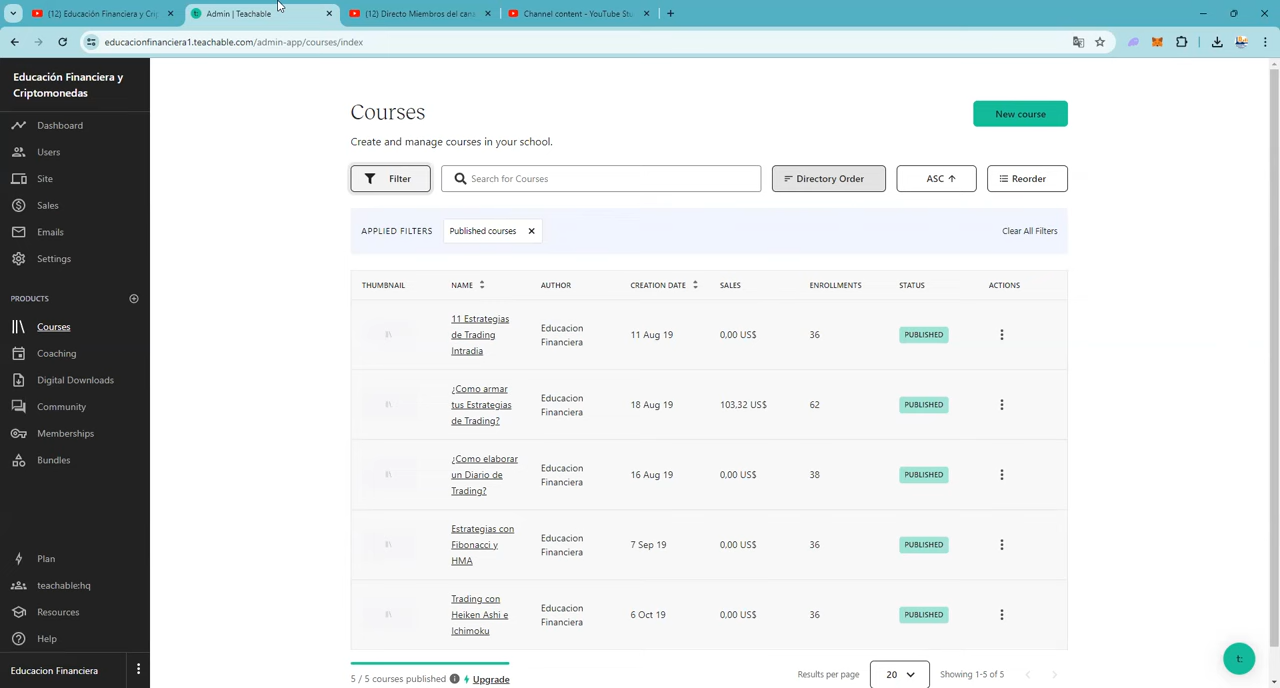 (12) Educación Financiera y Crip
Admin | Teachable
(12) Directo Miembros del cana
Channel content - YouTube Stu
educacionfinanciera1.teachable.com/admin-app/courses/index
Educación Financiera y
Criptomonedas
Dashboard
Users
Site
Sales
Emails
Settings
PRODUCTS
Courses
Coaching
Digital Downloads
Community
Memberships
Bundles
Plan
teachable:hq
Resources
Help
Educacion Financiera
Courses
New course
Create and manage courses in your school.
Filter
Search for Courses
Directory Order
ASC ↑
Reorder
APPLIED FILTERS
Published courses
Clear All Filters
THUMBNAIL NAME AUTHOR CREATION DATE SALES ENROLLMENTS STATUS ACTIONS
11 Estrategias
de Trading
Intradia
Educacion
Financiera
11 Aug 19
0,00 US$
36
PUBLISHED
¿Como armar
tus Estrategias
de Trading?
Educacion
Financiera
18 Aug 19
103,32 US$
62
PUBLISHED
¿Como elaborar
un Diario de
Trading?
Educacion
Financiera
16 Aug 19
0,00 US$
38
PUBLISHED
Estrategias con
Fibonacci y
HMA
Educacion
Financiera
7 Sep 19
0,00 US$
36
PUBLISHED
Trading con
Heiken Ashi e
Ichimoku
Educacion
Financiera
6 Oct 19
0,00 US$
36
PUBLISHED
5 / 5 courses published
Upgrade
Results per page
20
Showing 1-5 of 5
t: